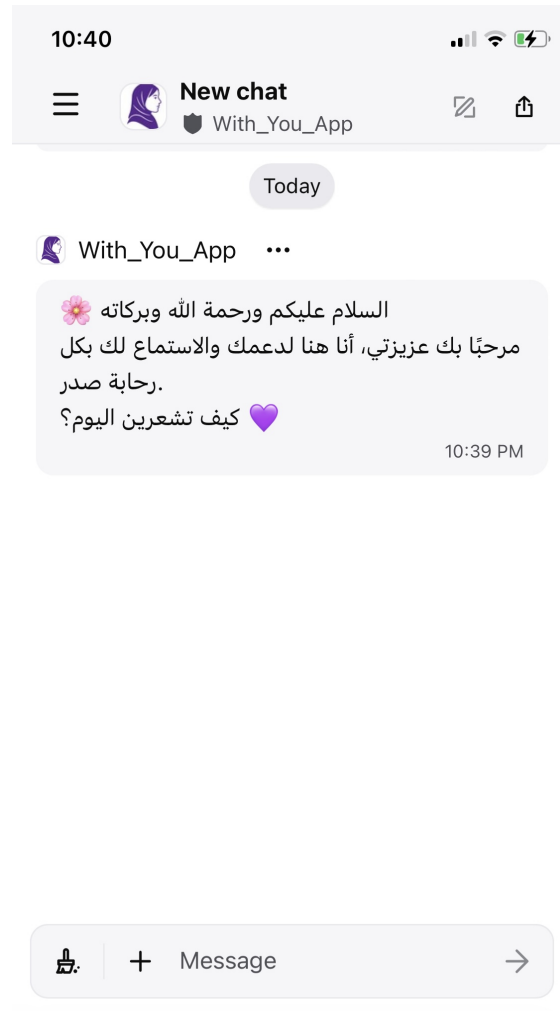 10:40
New chat
With_You_App
Today
With_You_App
السلام عليكم ورحمة الله وبركاته 🌸
مرحبًا بك عزيزتي، أنا هنا لدعمك والاستماع لك بكل
رحابة صدر.
كيف تشعرين اليوم؟ 💜
10:39 PM
Message